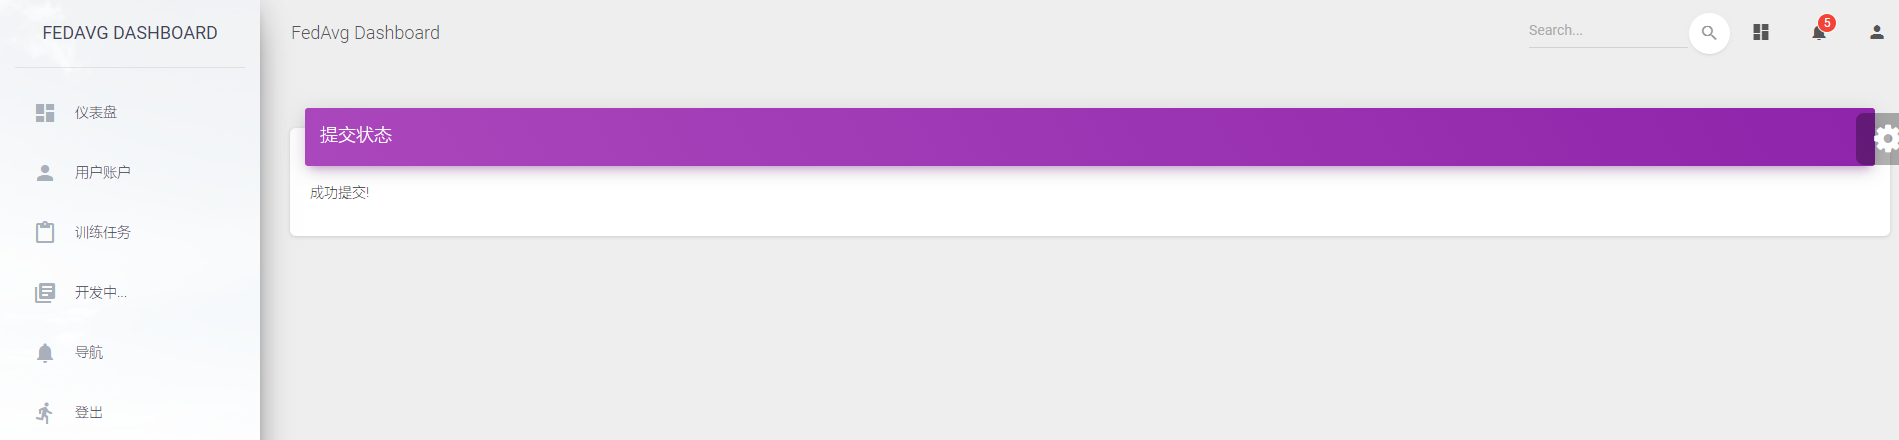 FEDAVG DASHBOARD
仪表盘
用户账户
训练任务
开发中...
导航
登出
FedAvg Dashboard
Search...
5
提交状态
成功提交!